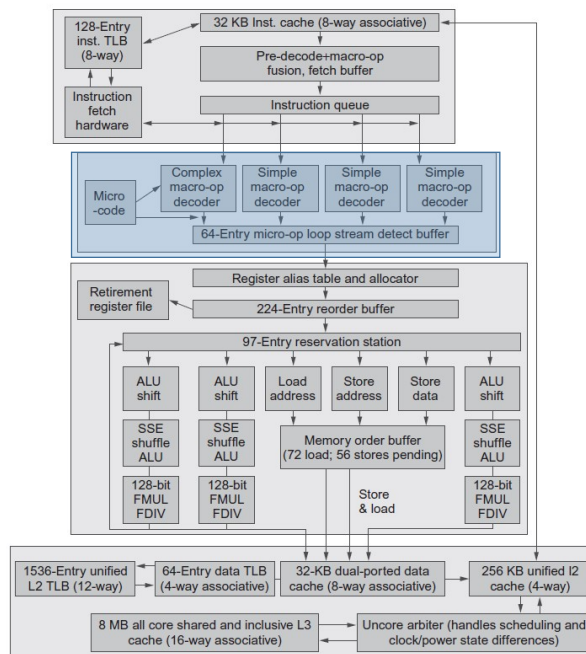 128-Entry
inst. TLB
(8-way)
32 KB Inst. cache (8-way associative)
Pre-decode+macro-op
fusion, fetch buffer
Instruction
fetch
hardware
Instruction queue
Micro
-code
Complex
macro-op
decoder
Simple
macro-op
decoder
Simple
macro-op
decoder
Simple
macro-op
decoder
64-Entry micro-op loop stream detect buffer
Register alias table and allocator
Retirement
register file
224-Entry reorder buffer
97-Entry reservation station
ALU
shift
ALU
shift
Load
address
Store
address
Store
data
ALU
shift
SSE
shuffle
ALU
SSE
shuffle
ALU
Memory order buffer
(72 load; 56 stores pending)
SSE
shuffle
ALU
128-bit
FMUL
FDIV
128-bit
FMUL
FDIV
Store
& load
128-bit
FMUL
FDIV
1536-Entry unified
L2 TLB (12-way)
64-Entry data TLB
(4-way associative)
32-KB dual-ported data
cache (8-way associative)
256 KB unified l2
cache (4-way)
8 MB all core shared and inclusive L3
cache (16-way associative)
Uncore arbiter (handles scheduling and
clock/power state differences)